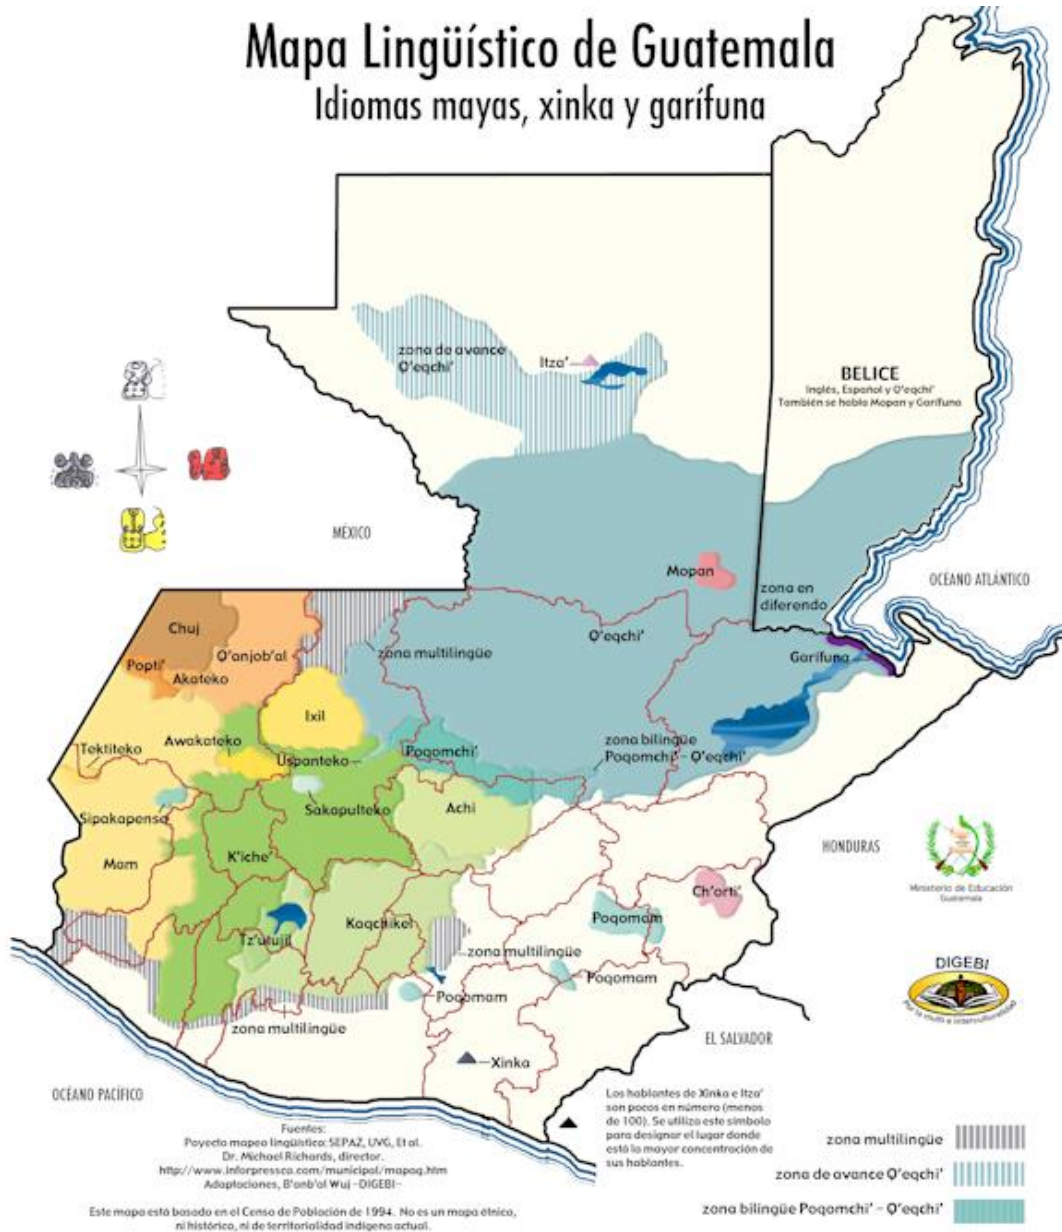 Mapa Lingüístico de Guatemala
Idiomas mayas, xinka y garífuna
zona de avance
Q'eqchi'
Itza'
BELICE
Inglés, Español y Q'eqchi'
También se habla Mopan y Garífuna
MÉXICO
Mopan
OCÉANO ATLÁNTICO
zona en
diferendo
Chuj
Q'eqchi'
Q'anjob'al
zona multilingüe
Garífuna
Popti'
Akateko
Ixil
Awakateko
Tektiteko
Uspanteko
Poqomchi'
zona bilingüe
Poqomchi' - Q'eqchi'
Sipakapense
Sakapulteko
Achi
Mam
K'iche'
HONDURAS
Ministerio de Educación
Guatemala
Ch'orti'
Poqomam
Kaqchikel
Tz'utujil
zona multilingüe
Poqomam
Poqomam
DIGEBI
Por la multi e interculturalidad
zona multilingüe
EL SALVADOR
Xinka
OCÉANO PACÍFICO
Los hablantes de Xinka e Itza'
son pocos en número (menos
de 100). Se utiliza este símbolo
para designar el lugar donde
está la mayor concentración de
sus hablantes.
Fuentes:
Poyecto mapeo lingüístico: SEPAZ, UVG, Et al.
Dr. Michael Richards, director.
http://www.inforpressca.com/municipal/mapag.htm
Adaptaciones, B'anb'al Wuj -DIGEBI-
zona multilingüe
zona de avance Q'eqchi'
zona bilingüe Poqomchi' - Q'eqchi'
Este mapa está basado en el Censo de Población de 1994. No es un mapa étnico,
ni histórico, ni de territorialidad indígena actual.